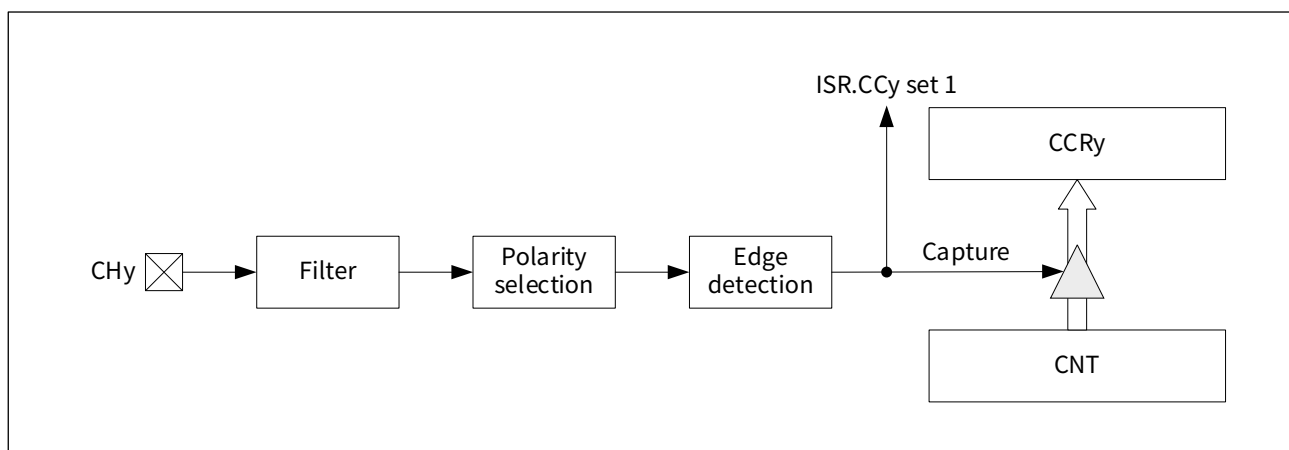 ISR.CCy set 1
CCRy
CHy
Filter
Polarity
selection
Edge
detection
Capture
CNT